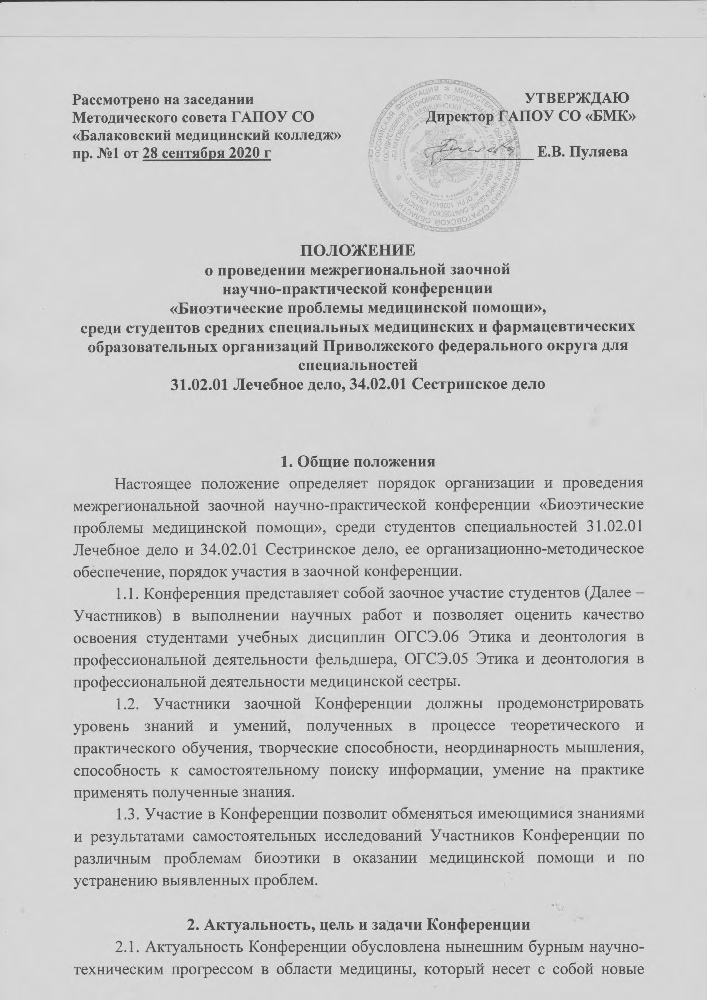 Рассмотрено на заседании
Методического совета ГАПОУ СО
«Балаковский медицинский колледж»
пр. №1 от 28 сентября 2020 г
УТВЕРЖДАЮ
Директор ГАПОУ СО «БМК»
Е.В. Пуляева
РОССИЙСКАЯ ФЕДЕРАЦИЯ * МИНИСТЕРСТВО ЗДРАВООХРАНЕНИЯ САРАТОВСКОЙ ОБЛАСТИ *
ГОСУДАРСТВЕННОЕ АВТОНОМНОЕ ПРОФЕССИОНАЛЬНОЕ ОБРАЗОВАТЕЛЬНОЕ УЧРЕЖДЕНИЕ САРАТОВСКОЙ ОБЛАСТИ
«БАЛАКОВСКИЙ МЕДИЦИНСКИЙ КОЛЛЕДЖ» (ГАПОУ СО «БМК») * ОГРН 1026401425423
ПОЛОЖЕНИЕ
о проведении межрегиональной заочной
научно-практической конференции
«Биоэтические проблемы медицинской помощи»,
среди студентов средних специальных медицинских и фармацевтических
образовательных организаций Приволжского федерального округа для
специальностей
31.02.01 Лечебное дело, 34.02.01 Сестринское дело
1. Общие положения
Настоящее положение определяет порядок организации и проведения
межрегиональной заочной научно-практической конференции «Биоэтические
проблемы медицинской помощи», среди студентов специальностей 31.02.01
Лечебное дело и 34.02.01 Сестринское дело, ее организационно-методическое
обеспечение, порядок участия в заочной конференции.
1.1. Конференция представляет собой заочное участие студентов (Далее –
Участников) в выполнении научных работ и позволяет оценить качество
освоения студентами учебных дисциплин ОГСЭ.06 Этика и деонтология в
профессиональной деятельности фельдшера, ОГСЭ.05 Этика и деонтология в
профессиональной деятельности медицинской сестры.
1.2. Участники заочной Конференции должны продемонстрировать
уровень знаний и умений, полученных в процессе теоретического и
практического обучения, творческие способности, неординарность мышления,
способность к самостоятельному поиску информации, умение на практике
применять полученные знания.
1.3. Участие в Конференции позволит обменяться имеющимися знаниями
и результатами самостоятельных исследований Участников Конференции по
различным проблемам биоэтики в оказании медицинской помощи и по
устранению выявленных проблем.
2. Актуальность, цель и задачи Конференции
2.1. Актуальность Конференции обусловлена нынешним бурным научно-
техническим прогрессом в области медицины, который несет с собой новые